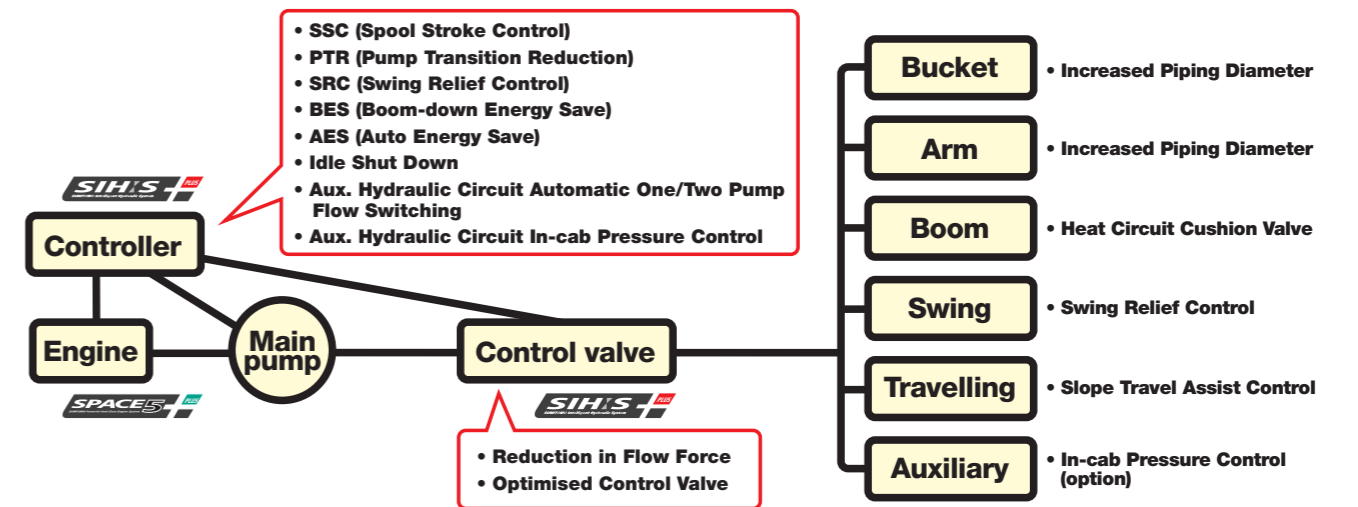 • SSC (Spool Stroke Control)
• PTR (Pump Transition Reduction)
• SRC (Swing Relief Control)
• BES (Boom-down Energy Save)
• AES (Auto Energy Save)
• Idle Shut Down
• Aux. Hydraulic Circuit Automatic One/Two Pump
Flow Switching
• Aux. Hydraulic Circuit In-cab Pressure Control
SIH:S PLUS
Controller
Engine
SPACE5 PLUS
Main
pump
Control valve
SIH:S PLUS
• Reduction in Flow Force
• Optimised Control Valve
Bucket
• Increased Piping Diameter
Arm
• Increased Piping Diameter
Boom
• Heat Circuit Cushion Valve
Swing
• Swing Relief Control
Travelling
• Slope Travel Assist Control
Auxiliary
• In-cab Pressure Control
(option)